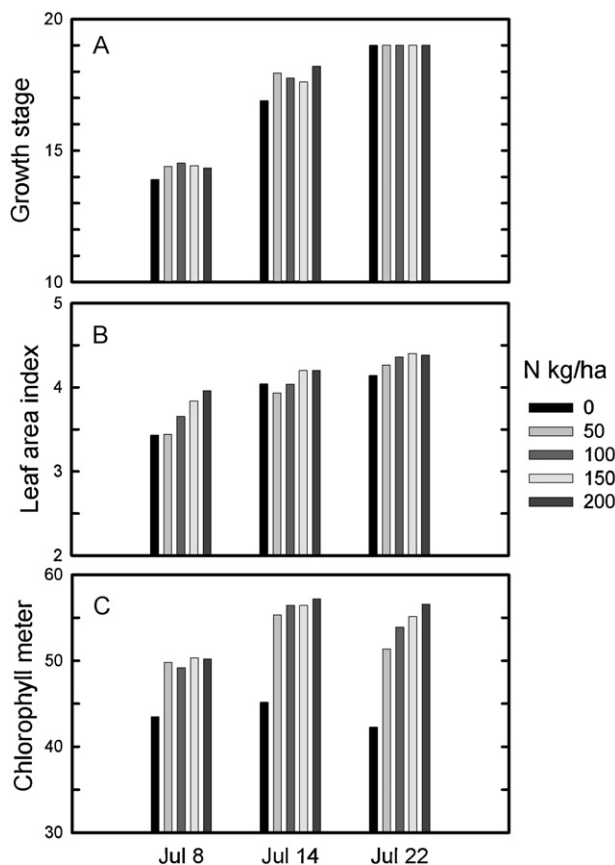 20
A
15
10
Growth stage
5
B
4
3
2
Leaf area index
60
C
50
40
30
Chlorophyll meter
Jul 8 Jul 14 Jul 22
N kg/ha
0
50
100
150
200